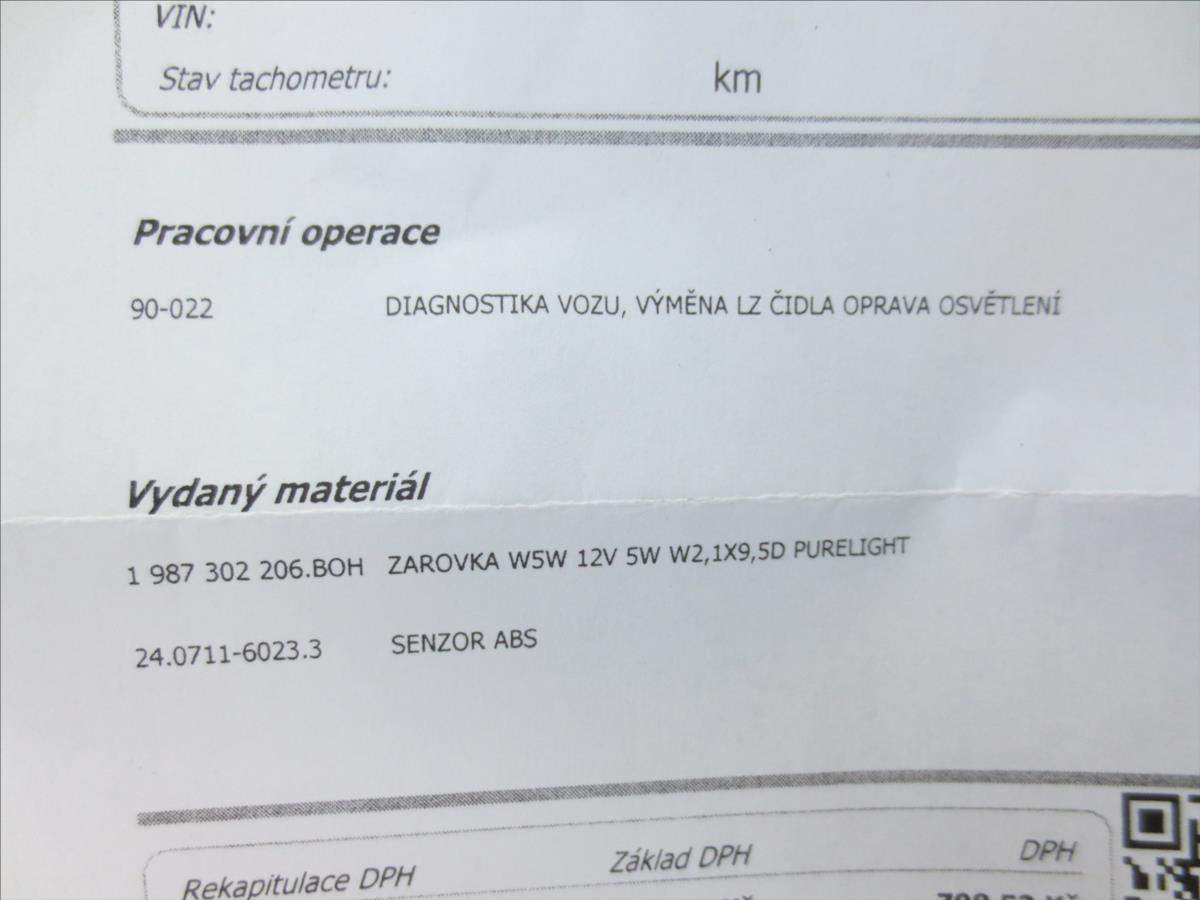 VIN:
Stav tachometru: km
Pracovní operace
90-022 DIAGNOSTIKA VOZU, VÝMĚNA LZ ČIDLA OPRAVA OSVĚTLENÍ
Vydaný materiál
1 987 302 206.BOH ZAROVKA W5W 12V 5W W2,1X9,5D PURELIGHT
24.0711-6023.3 SENZOR ABS
Rekapitulace DPH Základ DPH DPH